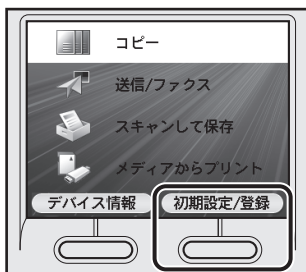 コピー
送信/ファクス
スキャンして保存
メディアからプリント
デバイス情報 初期設定/登録